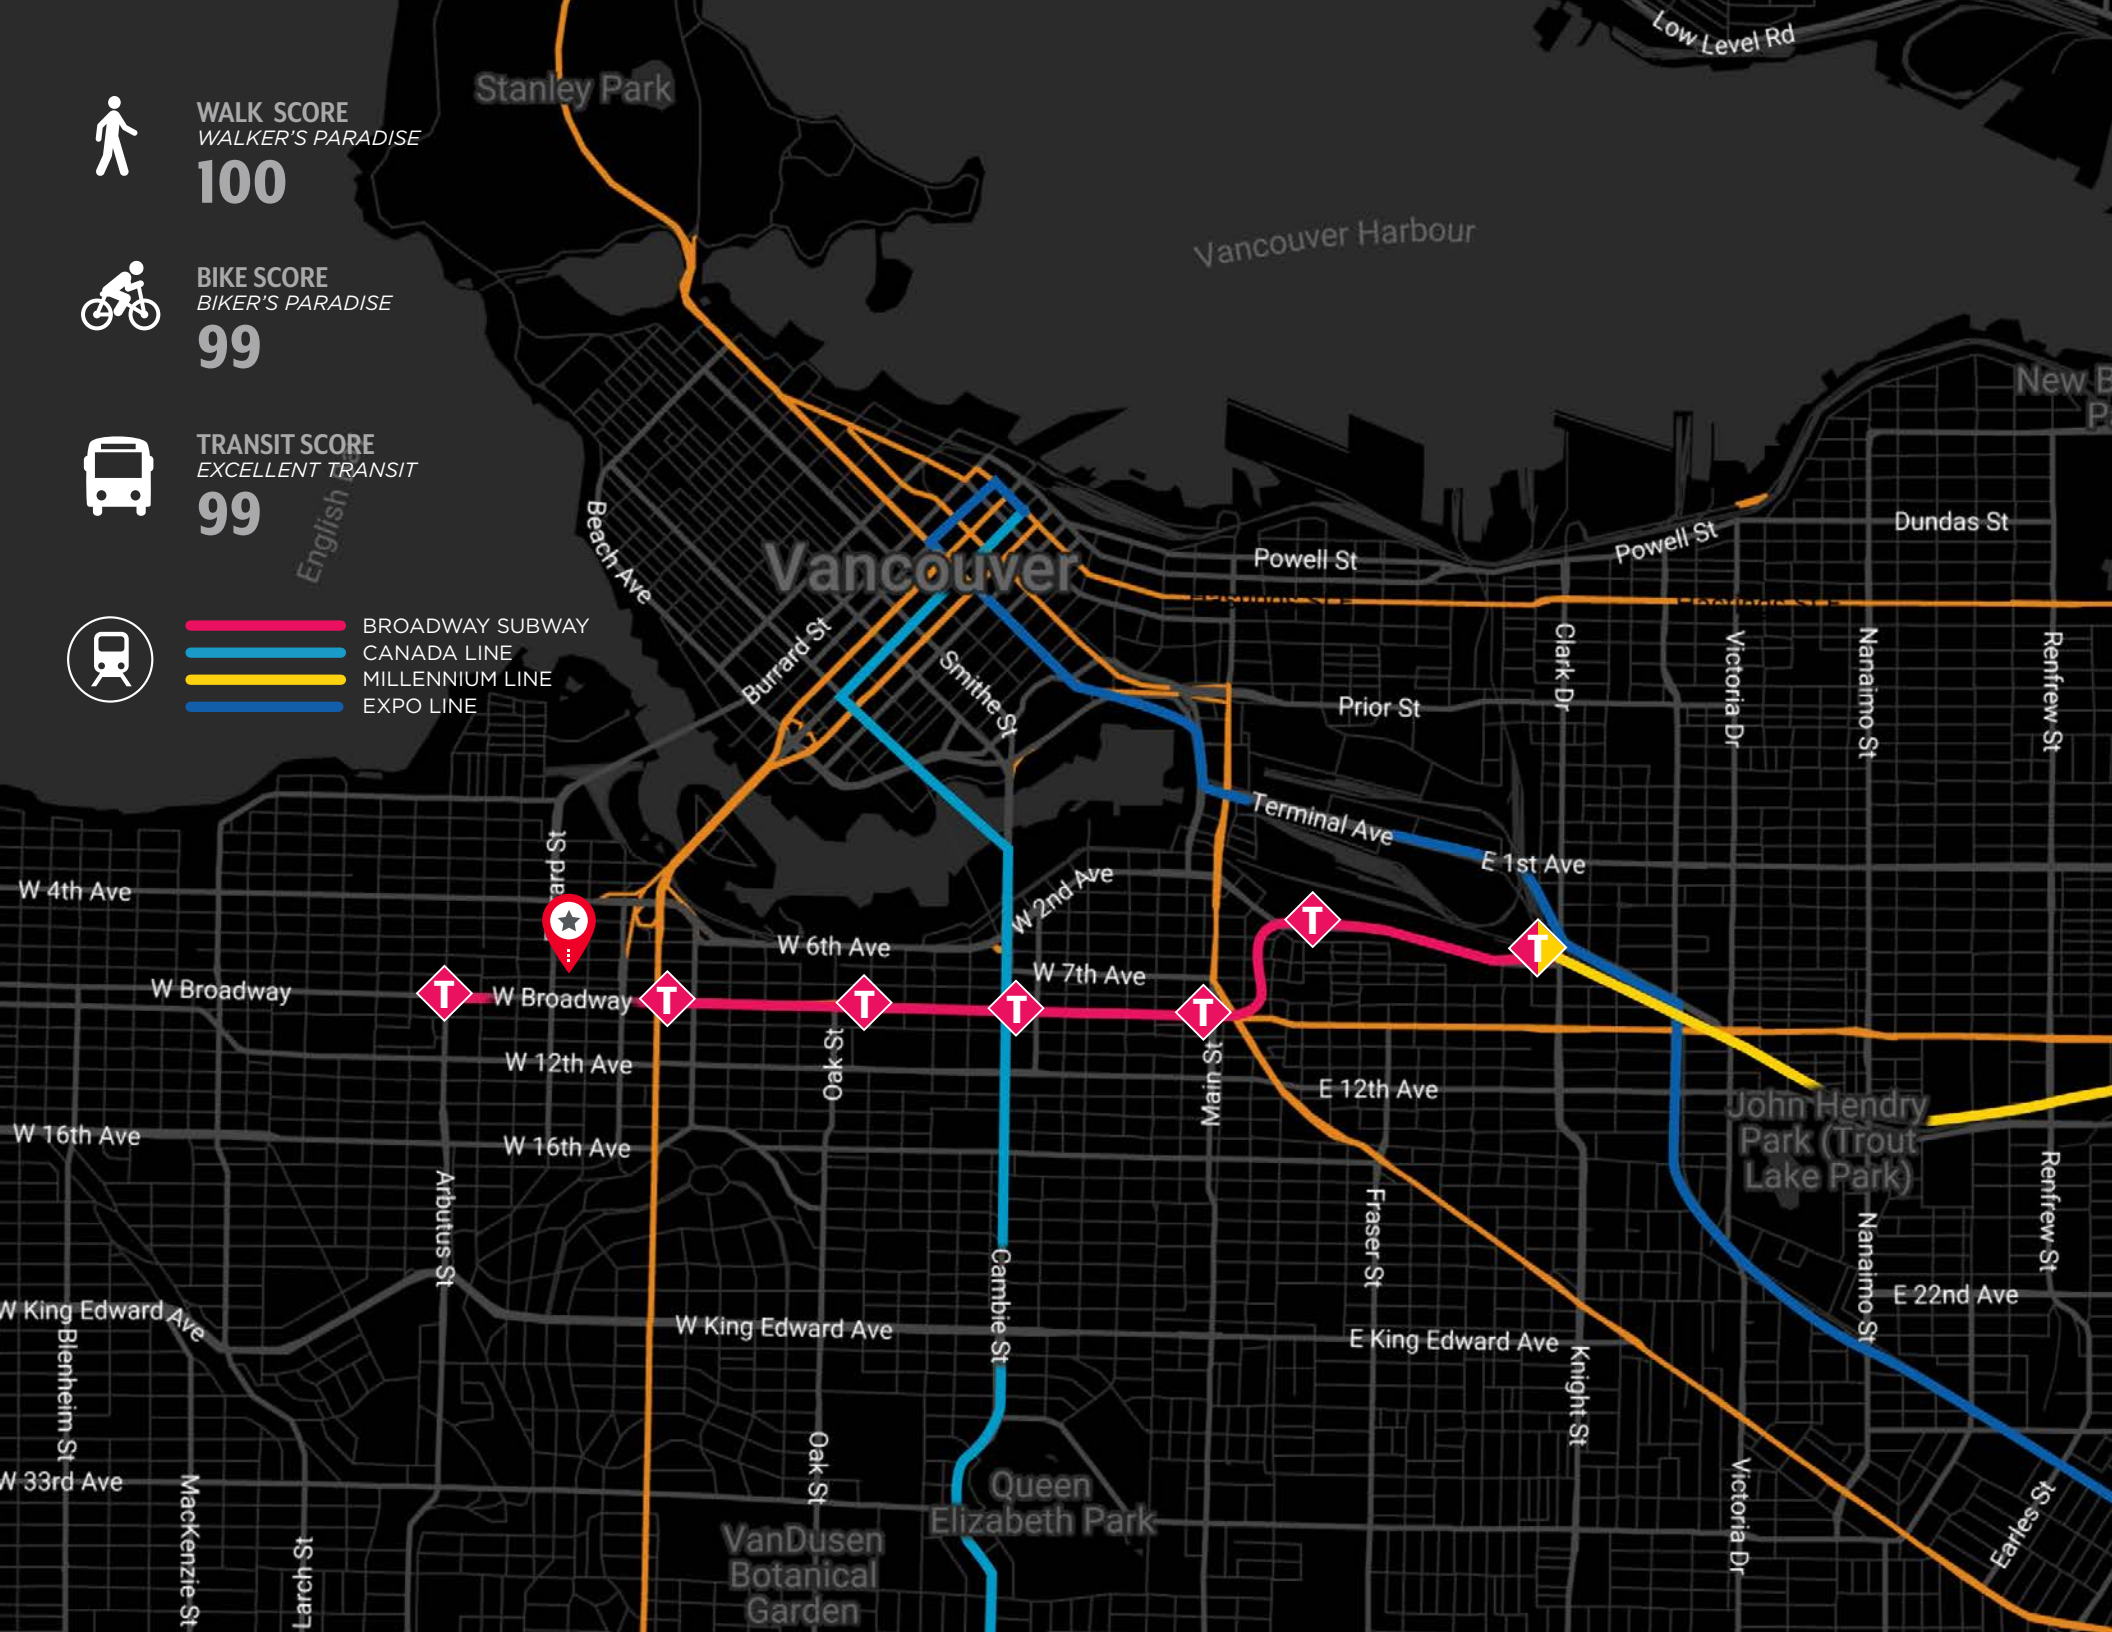 Low Level Rd
Stanley Park
WALK SCORE
WALKER'S PARADISE
100
Vancouver Harbour
BIKE SCORE
BIKER'S PARADISE
99
New B
TRANSIT SCORE
EXCELLENT TRANSIT
99
English
Beach Ave
Dundas St
Powell St
Powell St
Vancouver
Hastings St E
Hastings St E
BROADWAY SUBWAY
CANADA LINE
MILLENNIUM LINE
EXPO LINE
Burrard St
Smithe St
Clark Dr
Victoria Dr
Nanaimo St
Renfrew St
Prior St
Terminal Ave
E 1st Ave
W 4th Ave
W 2nd Ave
W 6th Ave
W 7th Ave
T
T
W Broadway
W Broadway
T
T
T
T
T
W 12th Ave
Oak St
Main St
E 12th Ave
John Hendry
Park (Trout
Lake Park)
W 16th Ave
W 16th Ave
Arbutus St
Cambie St
Fraser St
Nanaimo St
Renfrew St
E 22nd Ave
W King Edward Ave
W King Edward Ave
E King Edward Ave
Blenheim St
Knight St
W 33rd Ave
MacKenzie St
Larch St
Oak St
Queen
Elizabeth Park
VanDusen
Botanical
Garden
Victoria Dr
Earles St